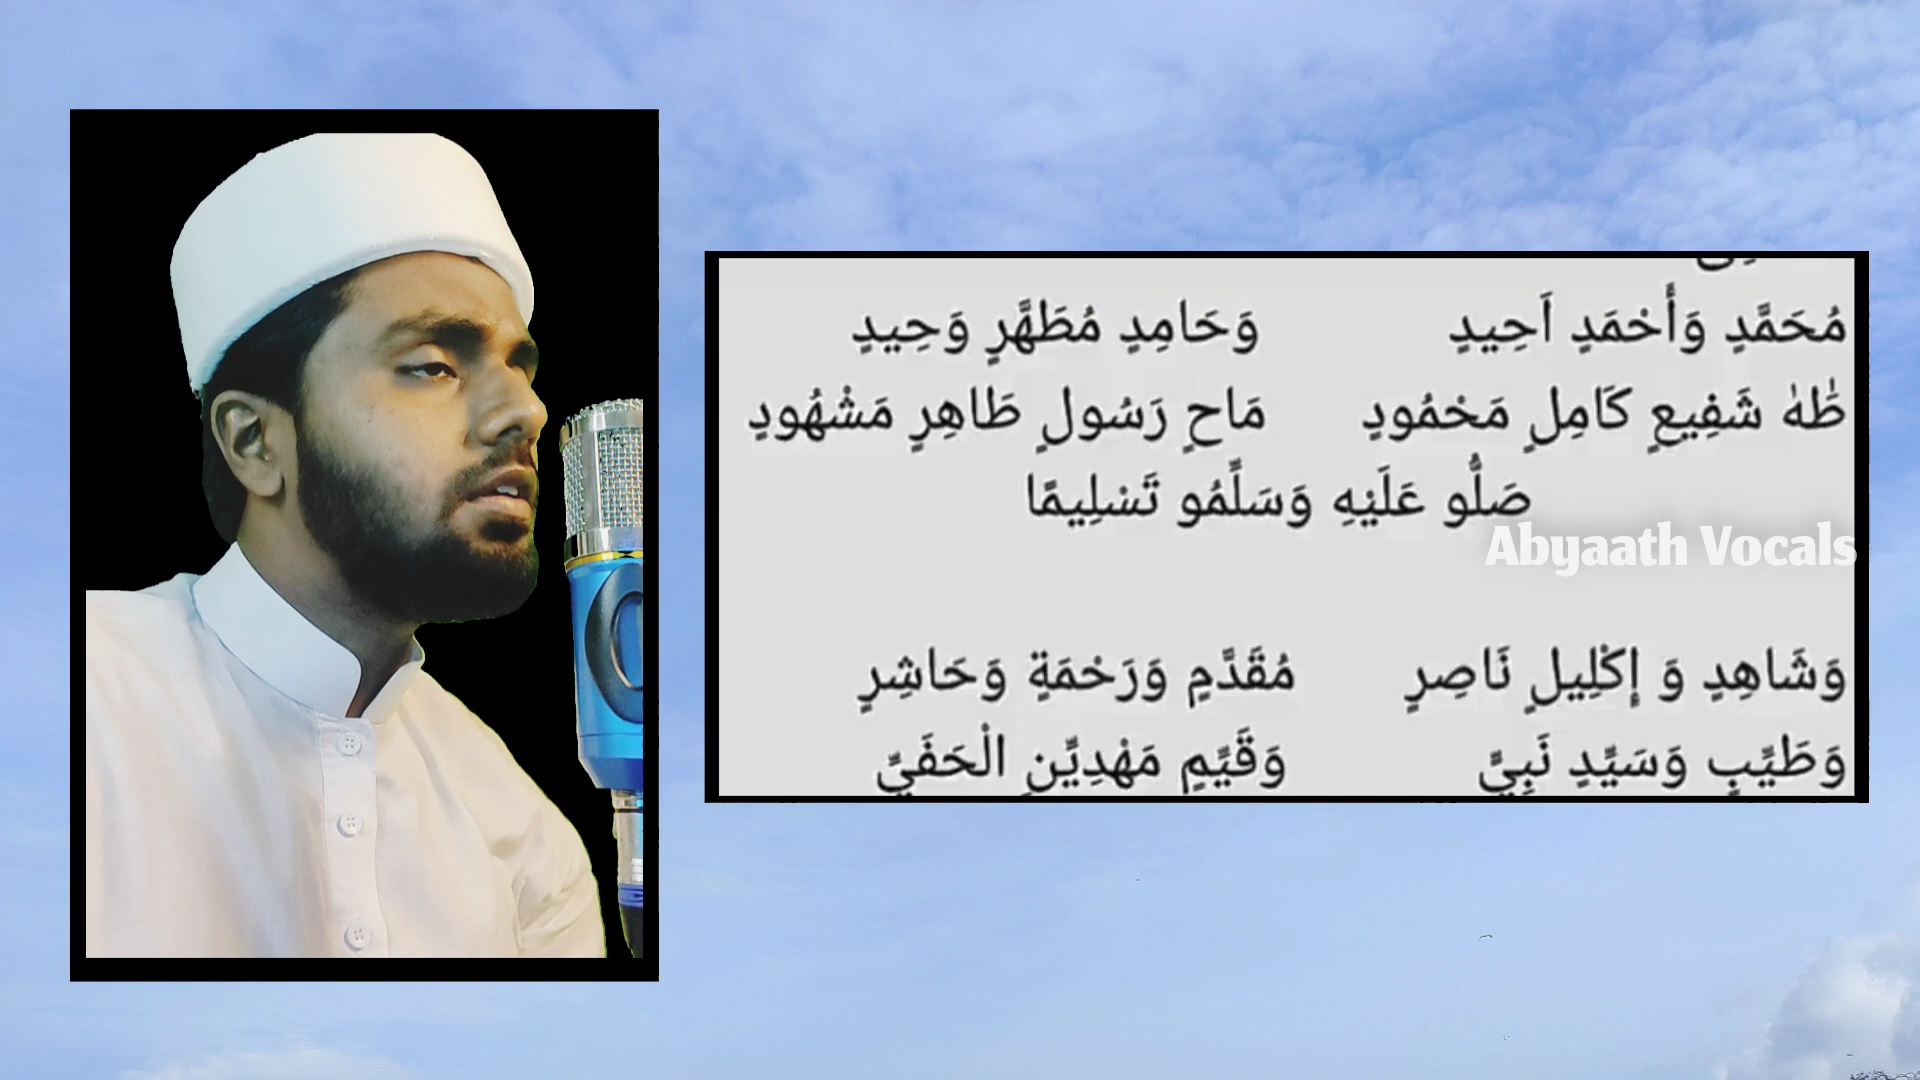 مُحَمَّدٍ وَأَحْمَدٍ اَحِيدٍ وَحَامِدٍ مُطَهَّرٍ وَحِيدٍ
طٰهٰ شَفِيعٍ كَامِلٍ مَحْمُودٍ مَاحٍ رَسُولٍ طَاهِرٍ مَشْهُودٍ
صَلُّو عَلَيْهِ وَسَلِّمُو تَسْلِيمًا
Abyaath Vocals
وَشَاهِدٍ وَ إِكْلِيلٍ نَاصِرٍ مُقَدَّمٍ وَرَحْمَةٍ وَحَاشِرٍ
وَطَيِّبٍ وَسَيِّدٍ نَبِيٍّ وَقَيِّمٍ مَهْدِيِّنِ الْحَفَيِّ